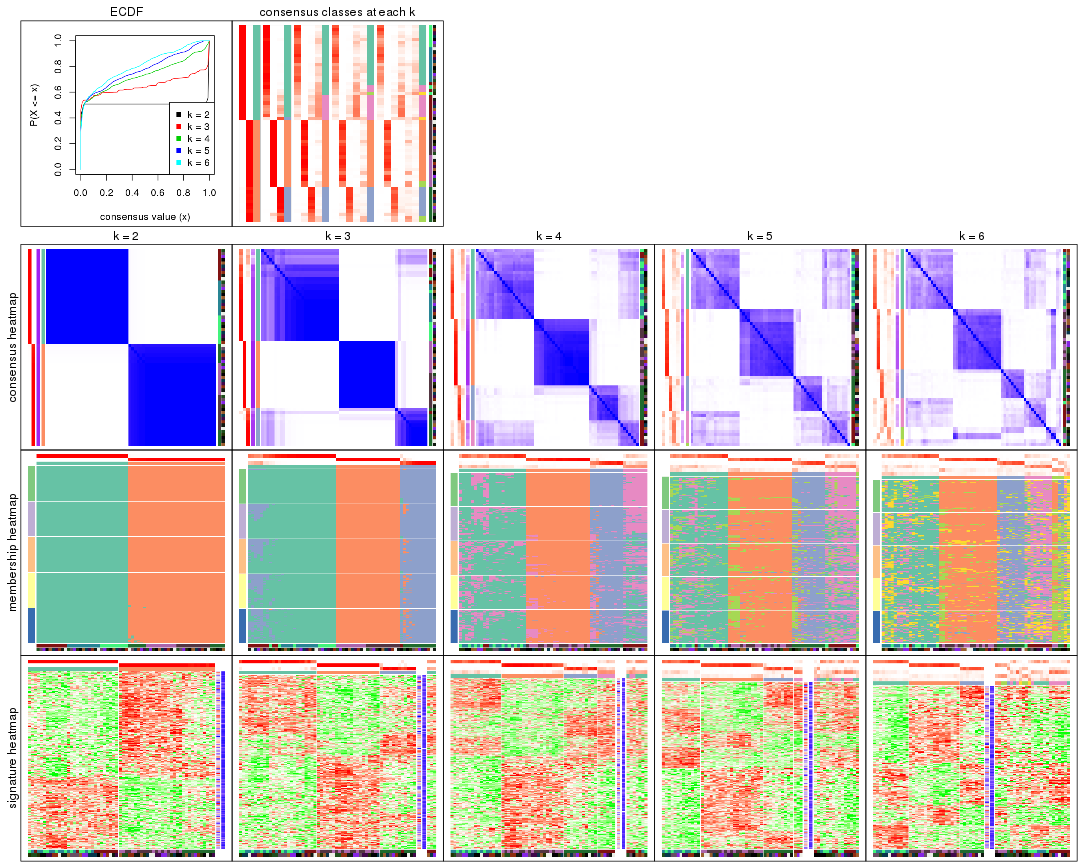 ECDF
consensus classes at each k
P(X <= x)
0.0 0.2 0.4 0.6 0.8 1.0
k = 2
k = 3
k = 4
k = 5
k = 6
0.0 0.2 0.4 0.6 0.8 1.0
consensus value (x)
k = 2
k = 3
k = 4
k = 5
k = 6
consensus heatmap
membership heatmap
signature heatmap